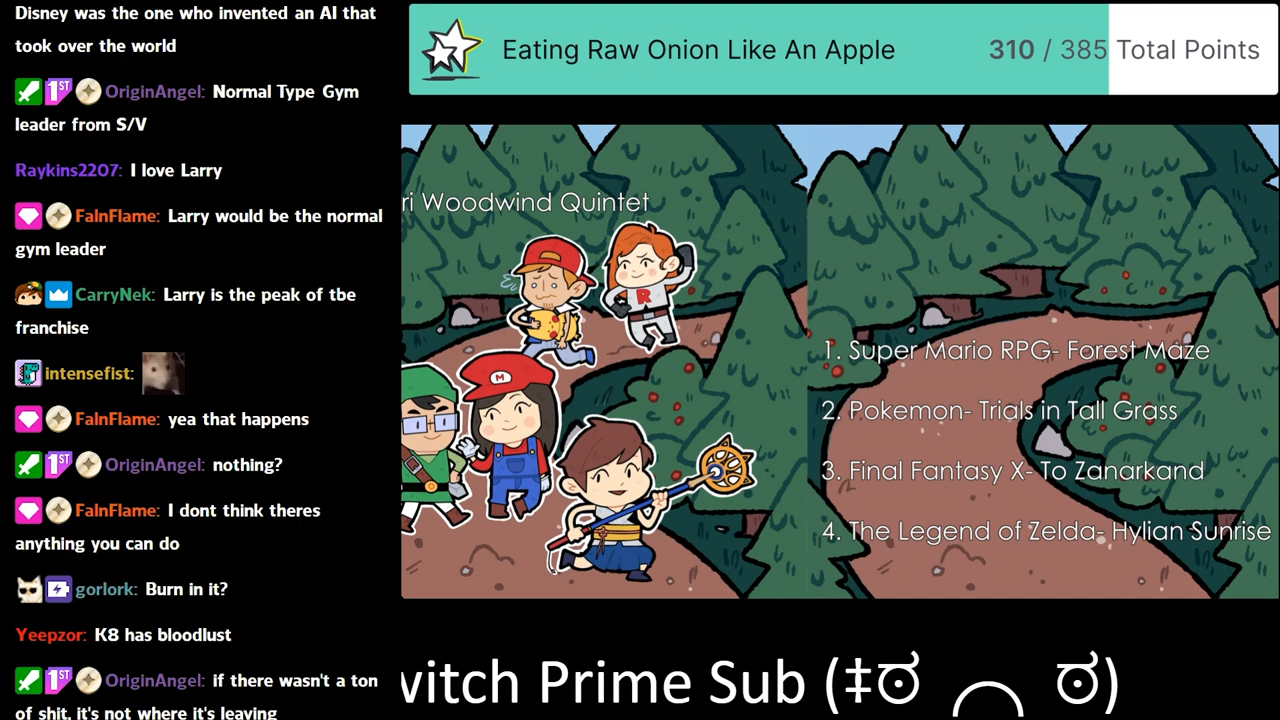 Disney was the one who invented an AI that
took over the world
1ST OriginAngel: Normal Type Gym
leader from S/V
Raykins2207: I love Larry
FalnFlame: Larry would be the normal
gym leader
CarryNek: Larry is the peak of tbe
franchise
intensefist:
FalnFlame: yea that happens
1ST OriginAngel: nothing?
FalnFlame: I dont think theres
anything you can do
gorlork: Burn in it?
Yeepzor: K8 has bloodlust
1ST OriginAngel: if there wasn't a ton
of shit, it's not where it's leaving
7 Eating Raw Onion Like An Apple 310 / 385 Total Points
ri Woodwind Quintet
R
M
1. Super Mario RPG- Forest Maze
2. Pokemon- Trials in Tall Grass
3. Final Fantasy X- To Zanarkand
4. The Legend of Zelda- Hylian Sunrise
witch Prime Sub (‡ಠ ⁀ ಠ)